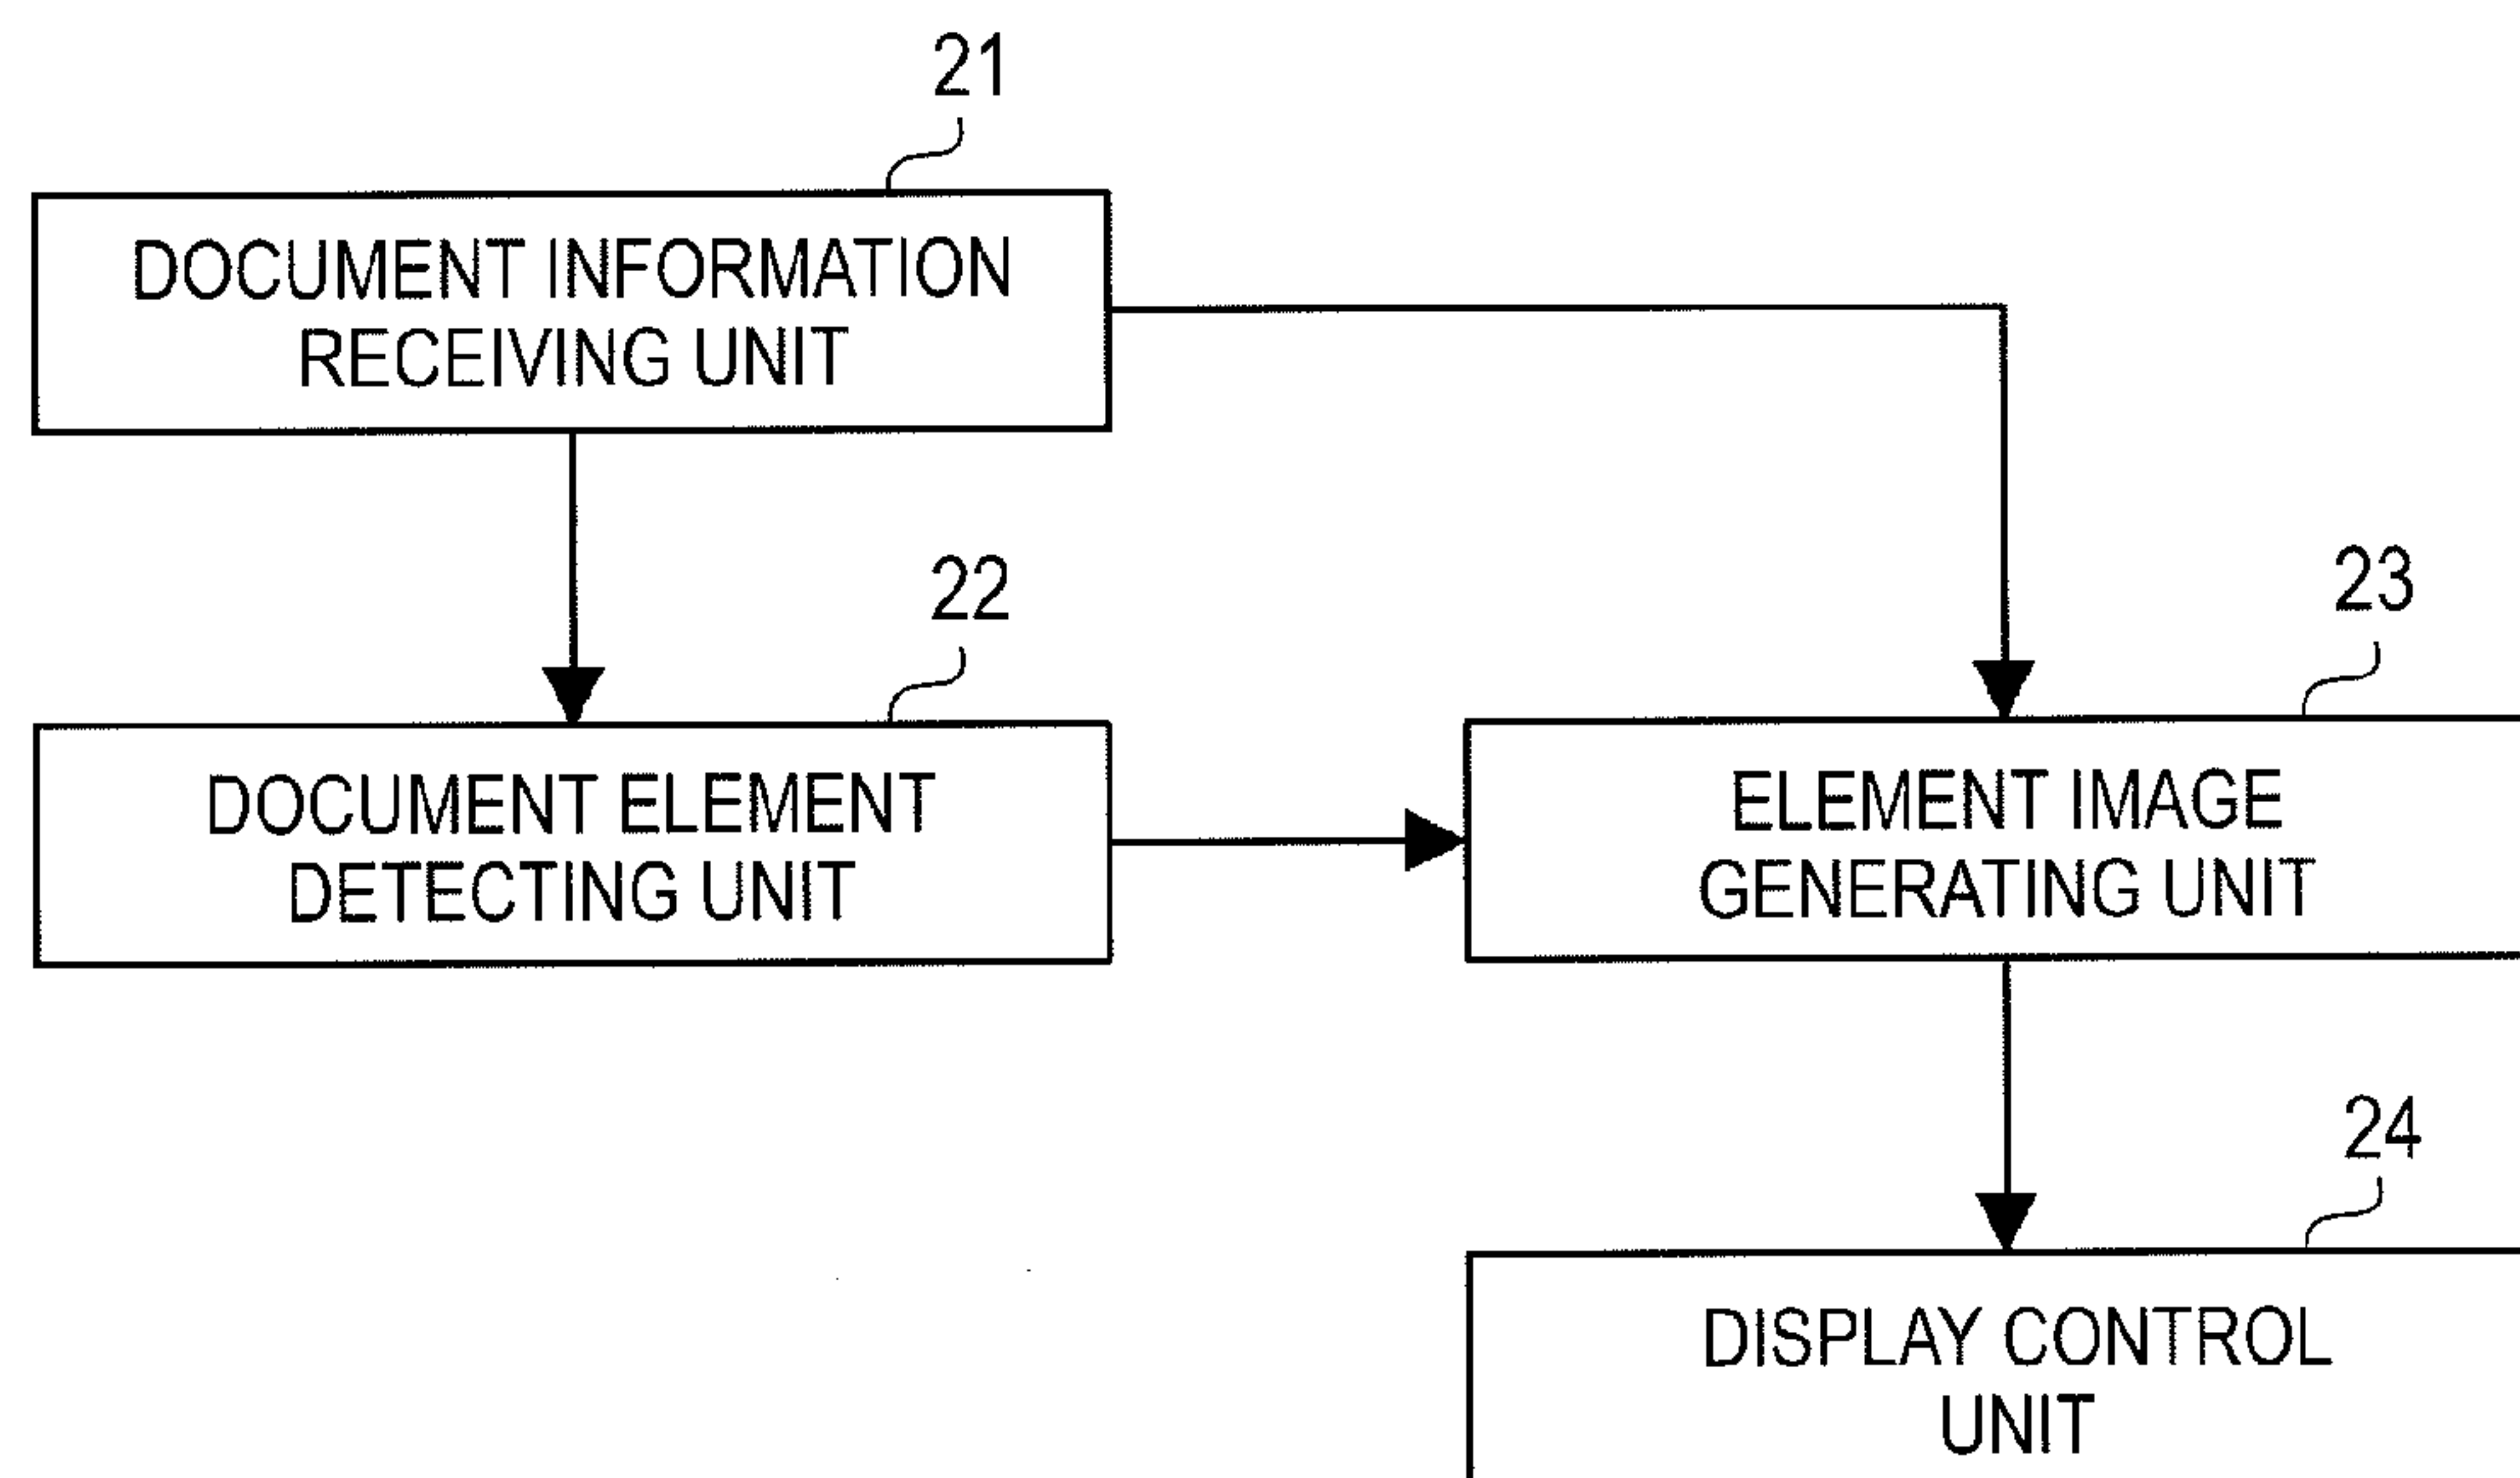 21
DOCUMENT INFORMATION
RECEIVING UNIT
22
DOCUMENT ELEMENT
DETECTING UNIT
23
ELEMENT IMAGE
GENERATING UNIT
24
DISPLAY CONTROL
UNIT